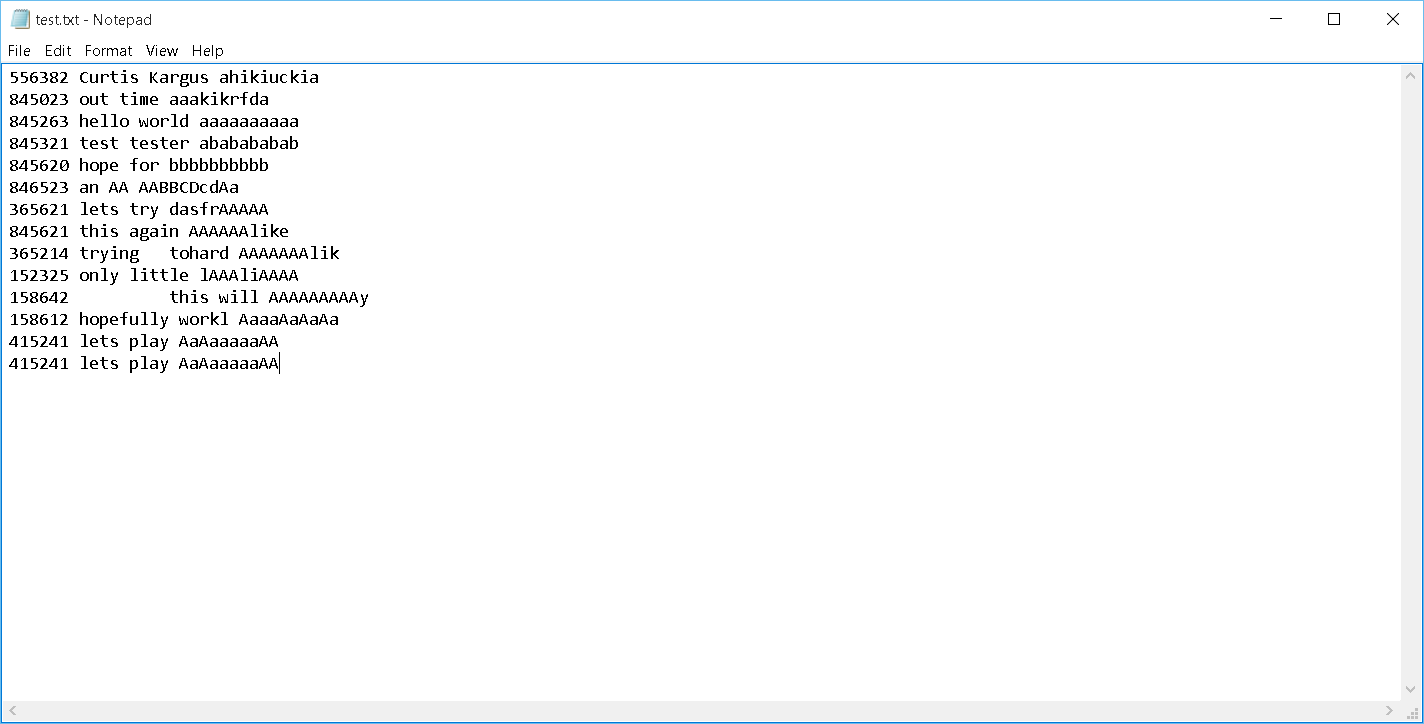 test.txt - Notepad
File Edit Format View Help
556382 Curtis Kargus ahikiuckia
845023 out time aaakikrfda
845263 hello world aaaaaaaaaa
845321 test tester ababababab
845620 hope for bbbbbbbbbb
846523 an AA AABBCDcdAa
365621 lets try dasfrAAAAA
845621 this again AAAAAAlike
365214 trying   tohard AAAAAAAlik
152325 only little lAAAliAAAA
158642          this will AAAAAAAAAy
158612 hopefully workl AaaaAaAaAa
415241 lets play AaAaaaaaAA
415241 lets play AaAaaaaaAA